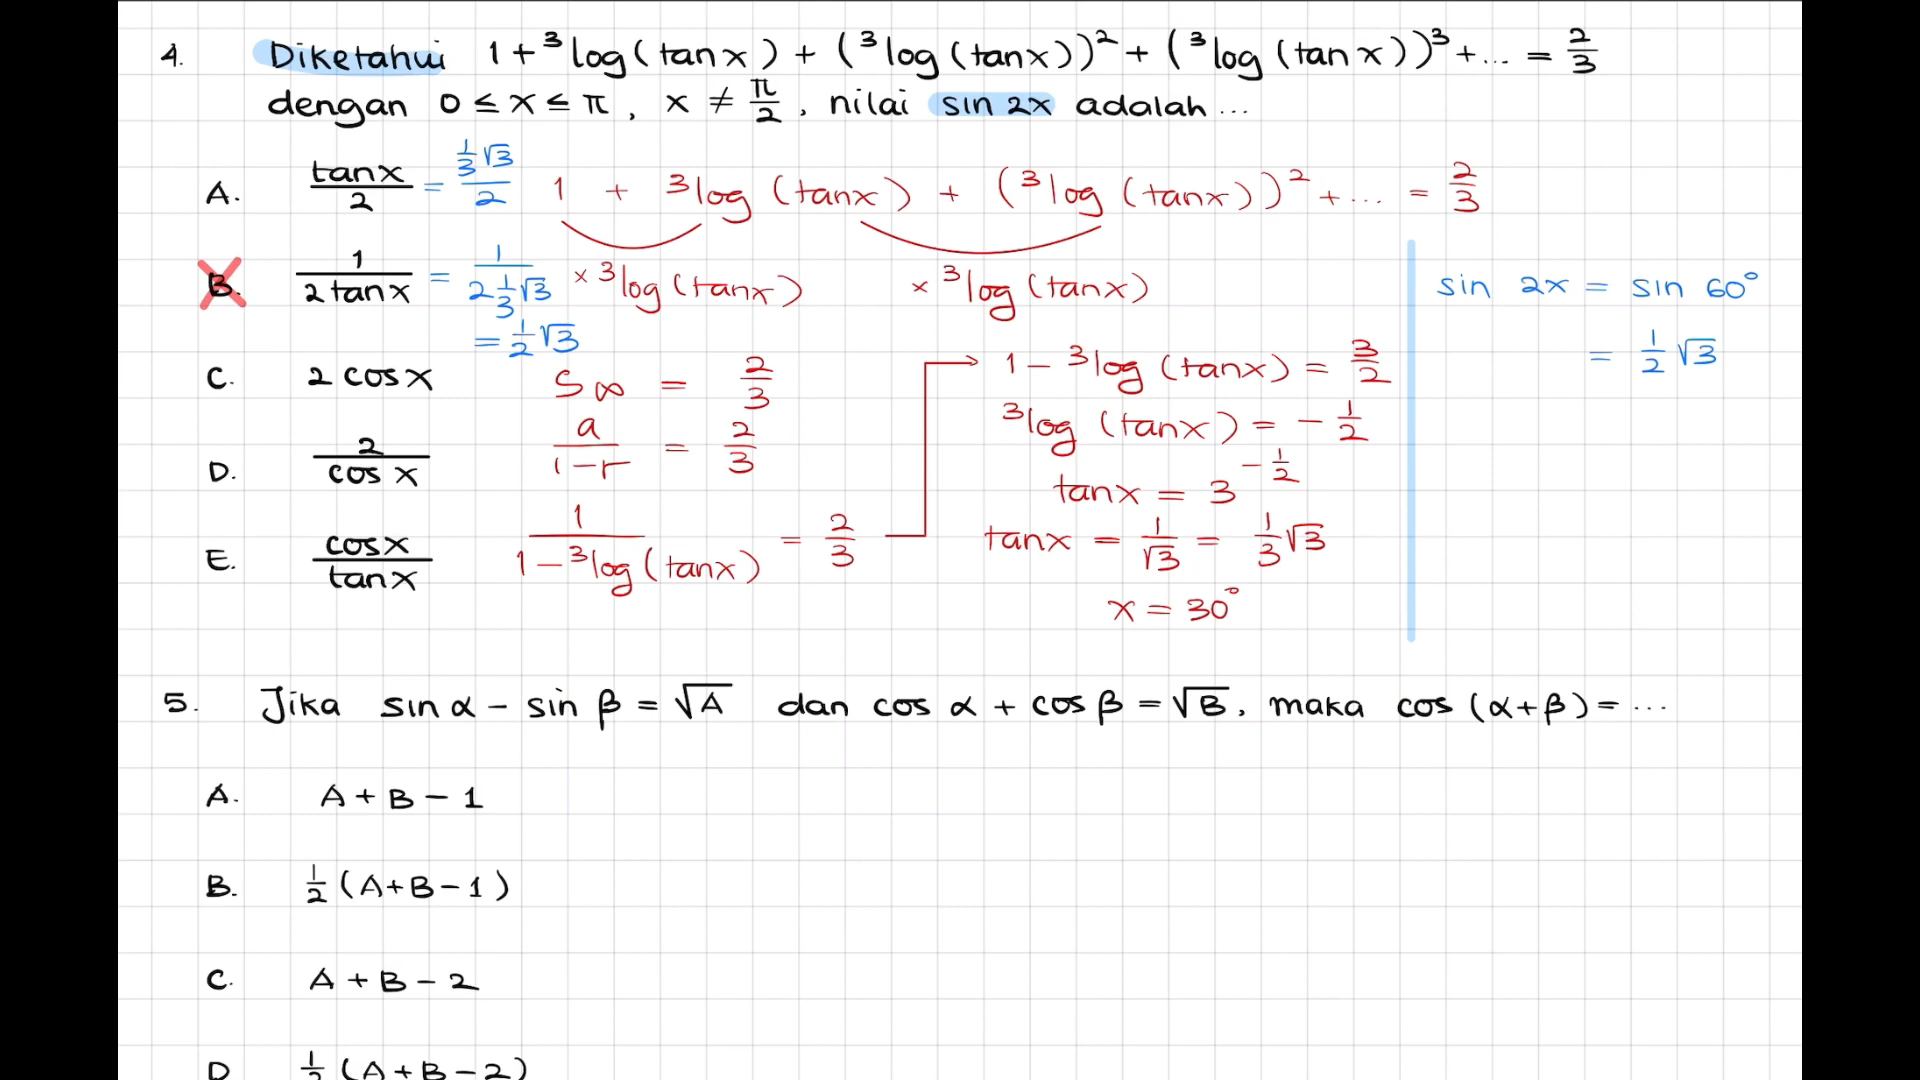 4. Diketahui 1 + ³log (tan x) + (³log (tan x))² + (³log (tan x))³ + ... = 2/3
dengan 0 ≤ x ≤ π, x ≠ π/2, nilai sin 2x adalah ...
A. tan x / 2 = (1/3 √3) / 2
1 + ³log (tan x) + (³log (tan x))² + ... = 2/3
B. 1 / (2 tan x) = 1 / (2 1/3 √3)
= 1/2 √3
× ³log (tan x) × ³log (tan x)
C. 2 cos x
D. 2 / cos x
E. cos x / tan x
S∞ = 2/3
a / (1 - r) = 2/3
1 / (1 - ³log (tan x)) = 2/3
1 - ³log (tan x) = 3/2
³log (tan x) = - 1/2
tan x = 3^(-1/2)
tan x = 1/√3 = 1/3 √3
x = 30°
sin 2x = sin 60°
= 1/2 √3
5. Jika sin α - sin β = √A dan cos α + cos β = √B, maka cos (α + β) = ...
A. A + B - 1
B. 1/2 (A + B - 1)
C. A + B - 2
D 1/2 (A + B - 2)